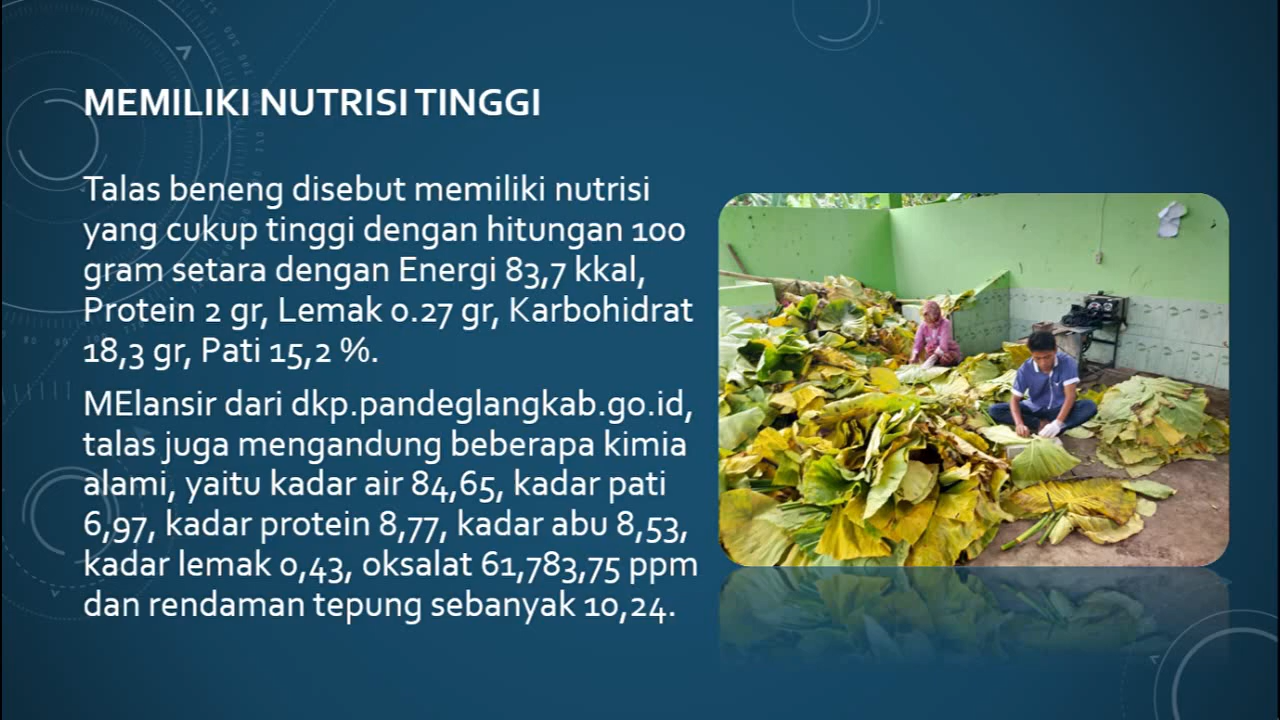 MEMILIKI NUTRISI TINGGI
Talas beneng disebut memiliki nutrisi
yang cukup tinggi dengan hitungan 100
gram setara dengan Energi 83,7 kkal,
Protein 2 gr, Lemak 0.27 gr, Karbohidrat
18,3 gr, Pati 15,2 %.
MElansir dari dkp.pandeglangkab.go.id,
talas juga mengandung beberapa kimia
alami, yaitu kadar air 84,65, kadar pati
6,97, kadar protein 8,77, kadar abu 8,53,
kadar lemak 0,43, oksalat 61,783,75 ppm
dan rendaman tepung sebanyak 10,24.